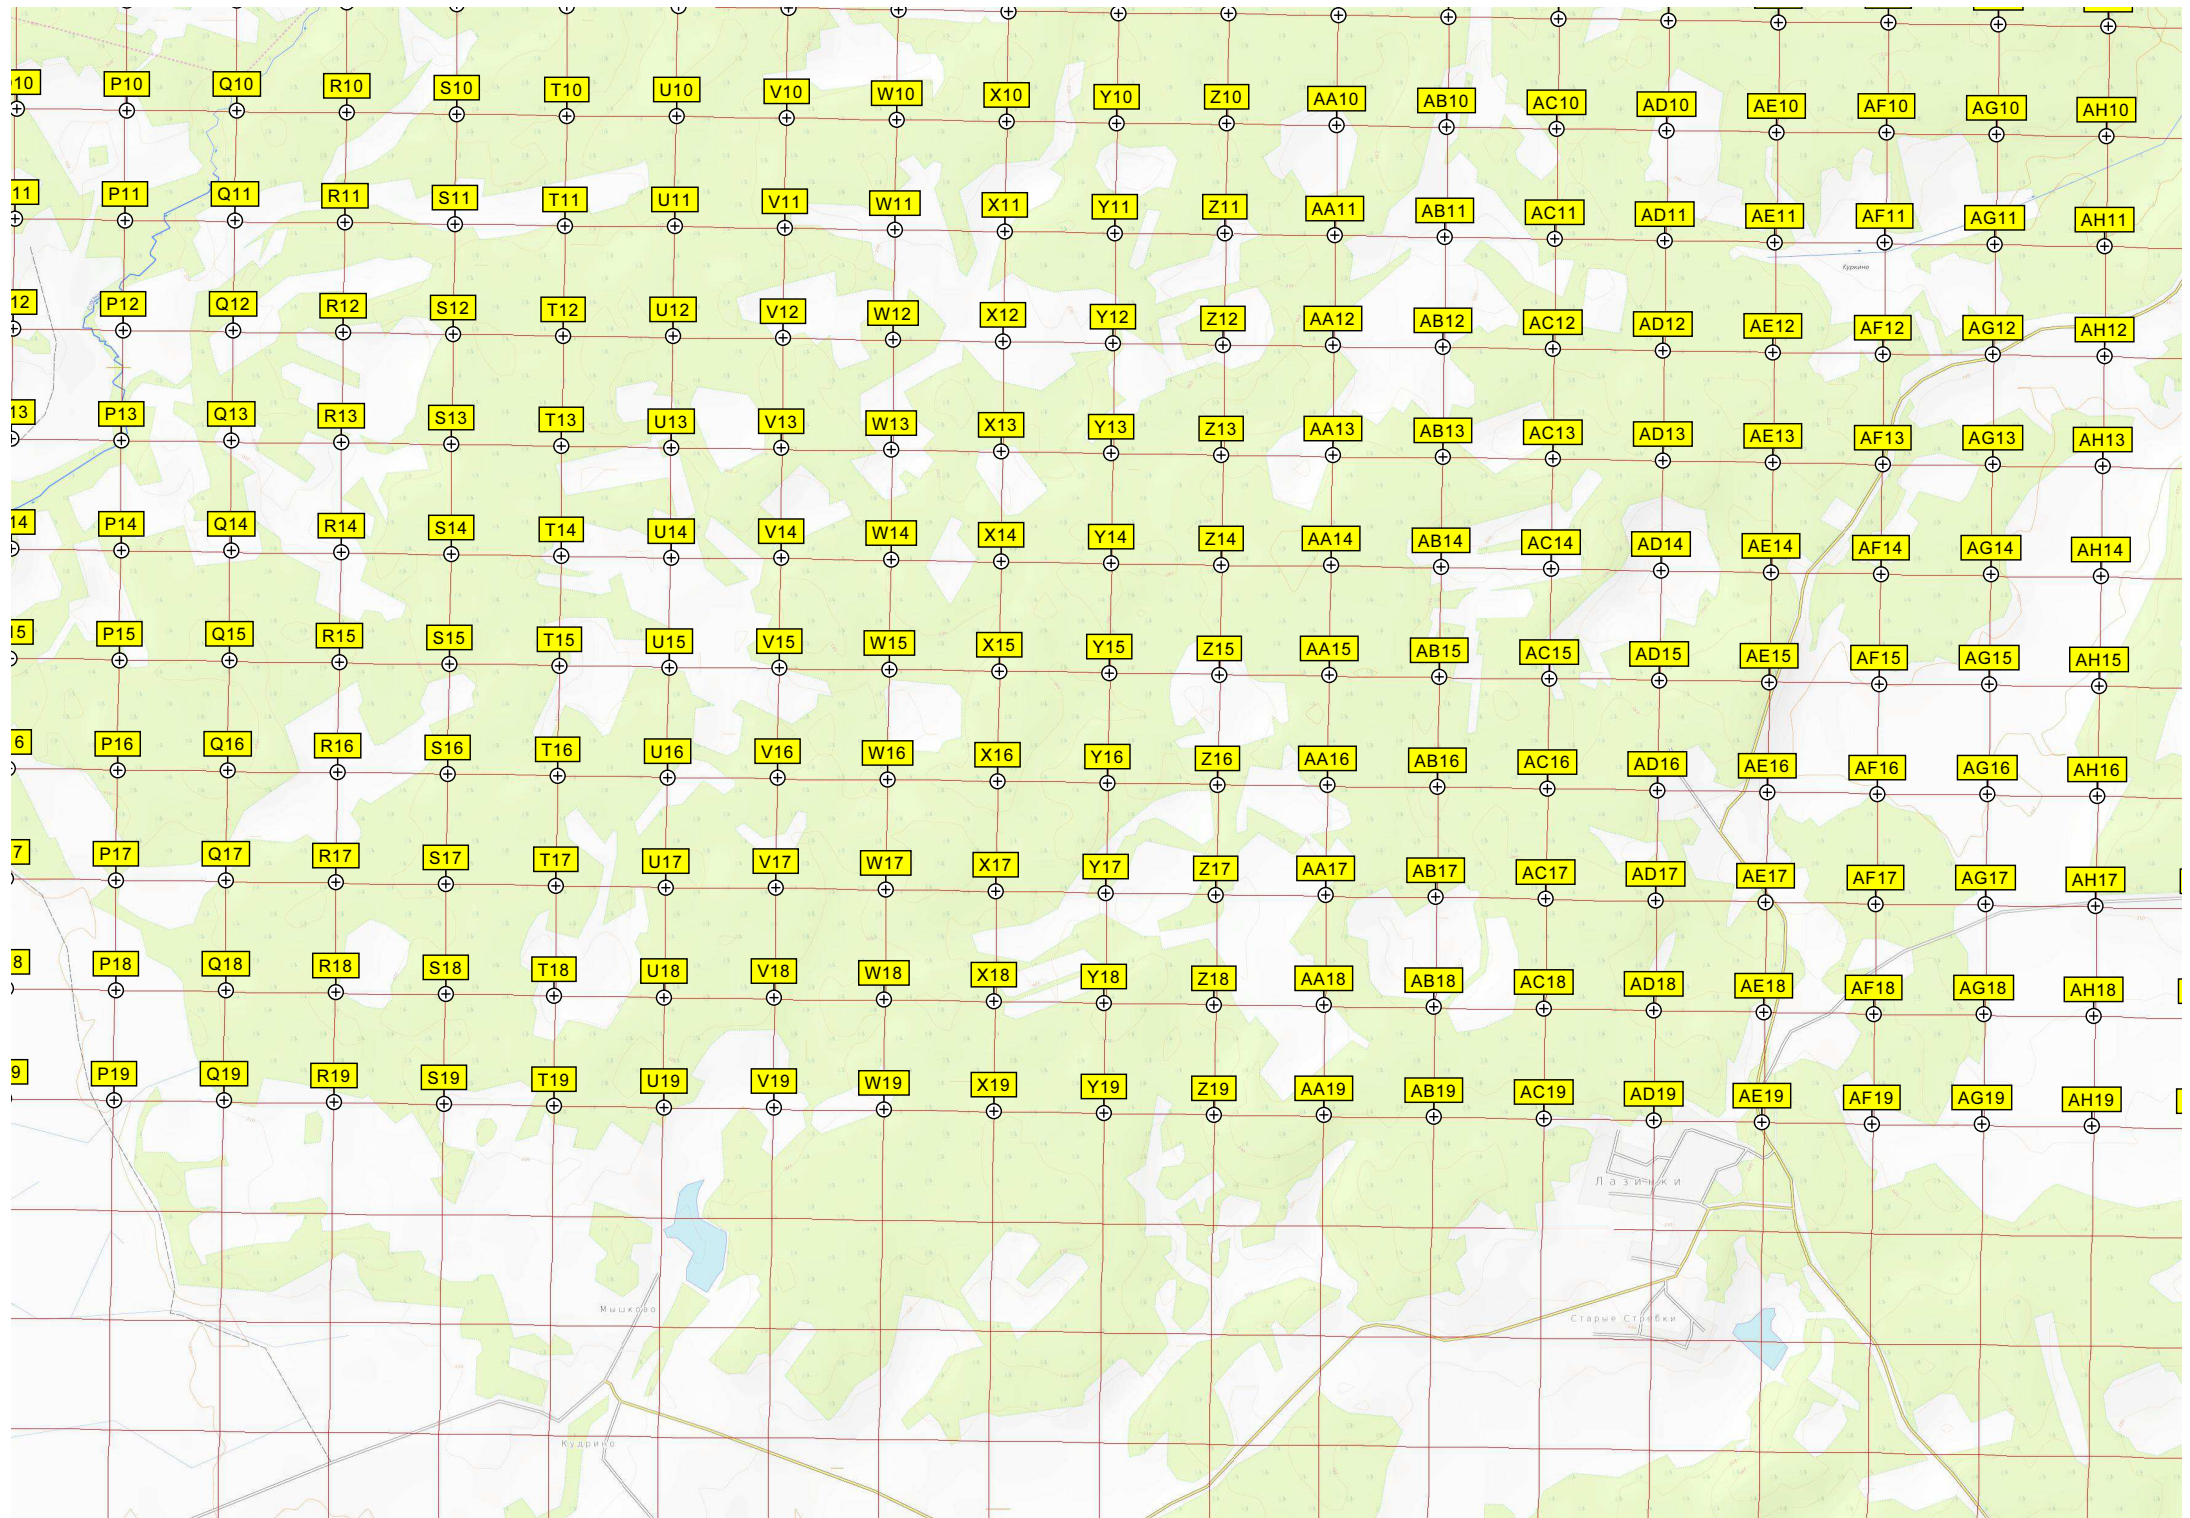 10 P10 Q10 R10 S10 T10 U10 V10 W10 X10 Y10 Z10 AA10 AB10 AC10 AD10 AE10 AF10 AG10 AH10
11 P11 Q11 R11 S11 T11 U11 V11 W11 X11 Y11 Z11 AA11 AB11 AC11 AD11 AE11 AF11 AG11 AH11
Куркино
12 P12 Q12 R12 S12 T12 U12 V12 W12 X12 Y12 Z12 AA12 AB12 AC12 AD12 AE12 AF12 AG12 AH12
13 P13 Q13 R13 S13 T13 U13 V13 W13 X13 Y13 Z13 AA13 AB13 AC13 AD13 AE13 AF13 AG13 AH13
14 P14 Q14 R14 S14 T14 U14 V14 W14 X14 Y14 Z14 AA14 AB14 AC14 AD14 AE14 AF14 AG14 AH14
15 P15 Q15 R15 S15 T15 U15 V15 W15 X15 Y15 Z15 AA15 AB15 AC15 AD15 AE15 AF15 AG15 AH15
6 P16 Q16 R16 S16 T16 U16 V16 W16 X16 Y16 Z16 AA16 AB16 AC16 AD16 AE16 AF16 AG16 AH16
7 P17 Q17 R17 S17 T17 U17 V17 W17 X17 Y17 Z17 AA17 AB17 AC17 AD17 AE17 AF17 AG17 AH17
8 P18 Q18 R18 S18 T18 U18 V18 W18 X18 Y18 Z18 AA18 AB18 AC18 AD18 AE18 AF18 AG18 AH18
9 P19 Q19 R19 S19 T19 U19 V19 W19 X19 Y19 Z19 AA19 AB19 AC19 AD19 AE19 AF19 AG19 AH19
Лазинки
Мышково
Старые Стребки
Кудрино